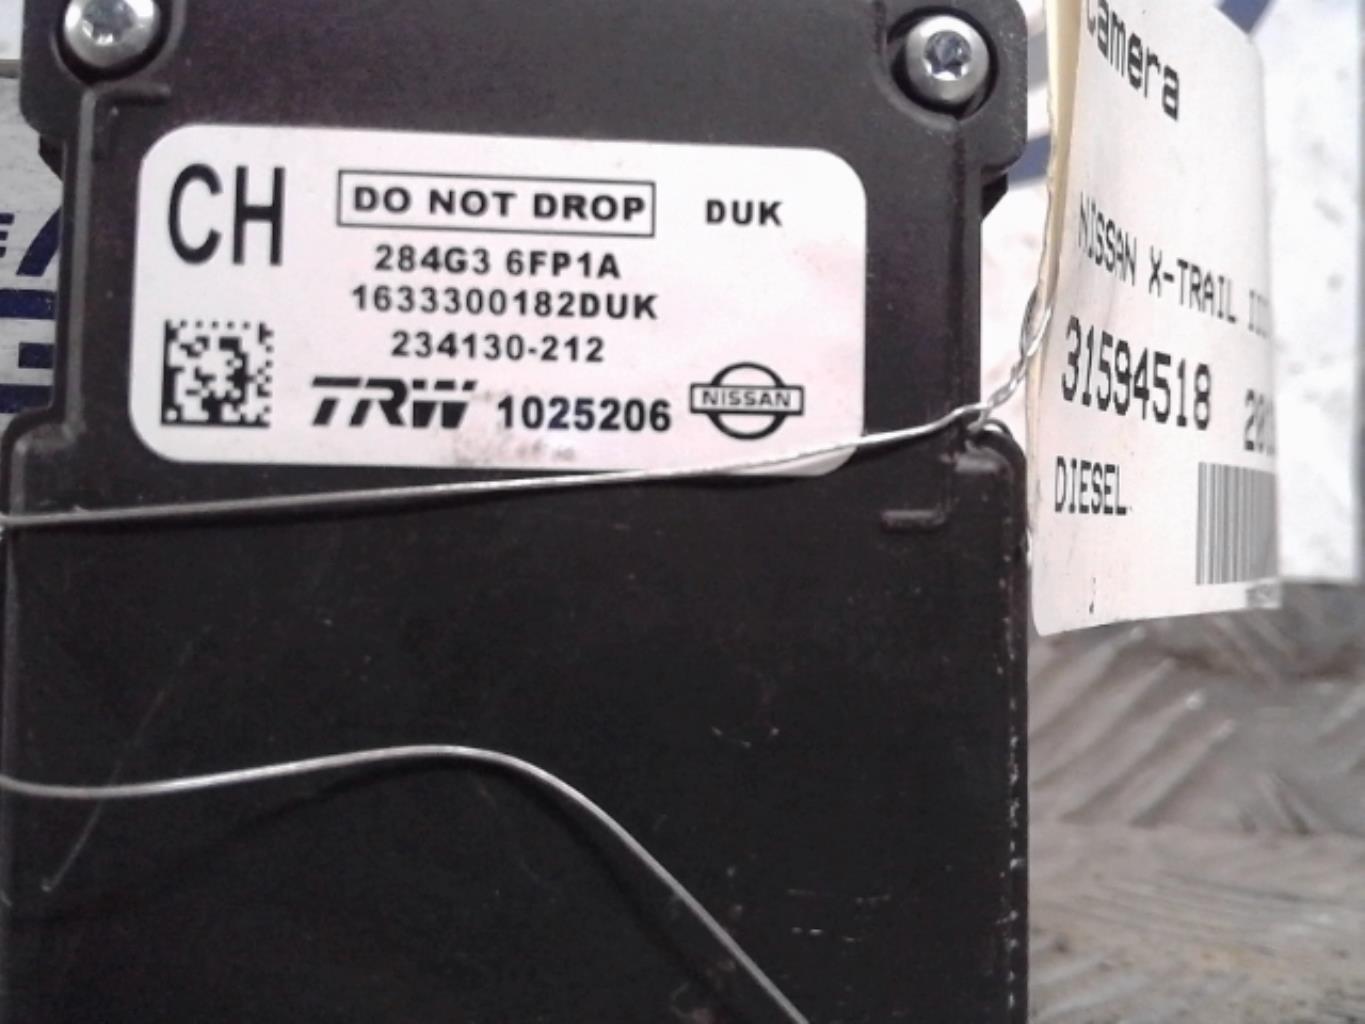 CH
DO NOT DROP
DUK
284G3 6FP1A
1633300182DUK
234130-212
TRW 1025206
NISSAN
camera
NISSAN X-TRAIL
31594518
DIESEL